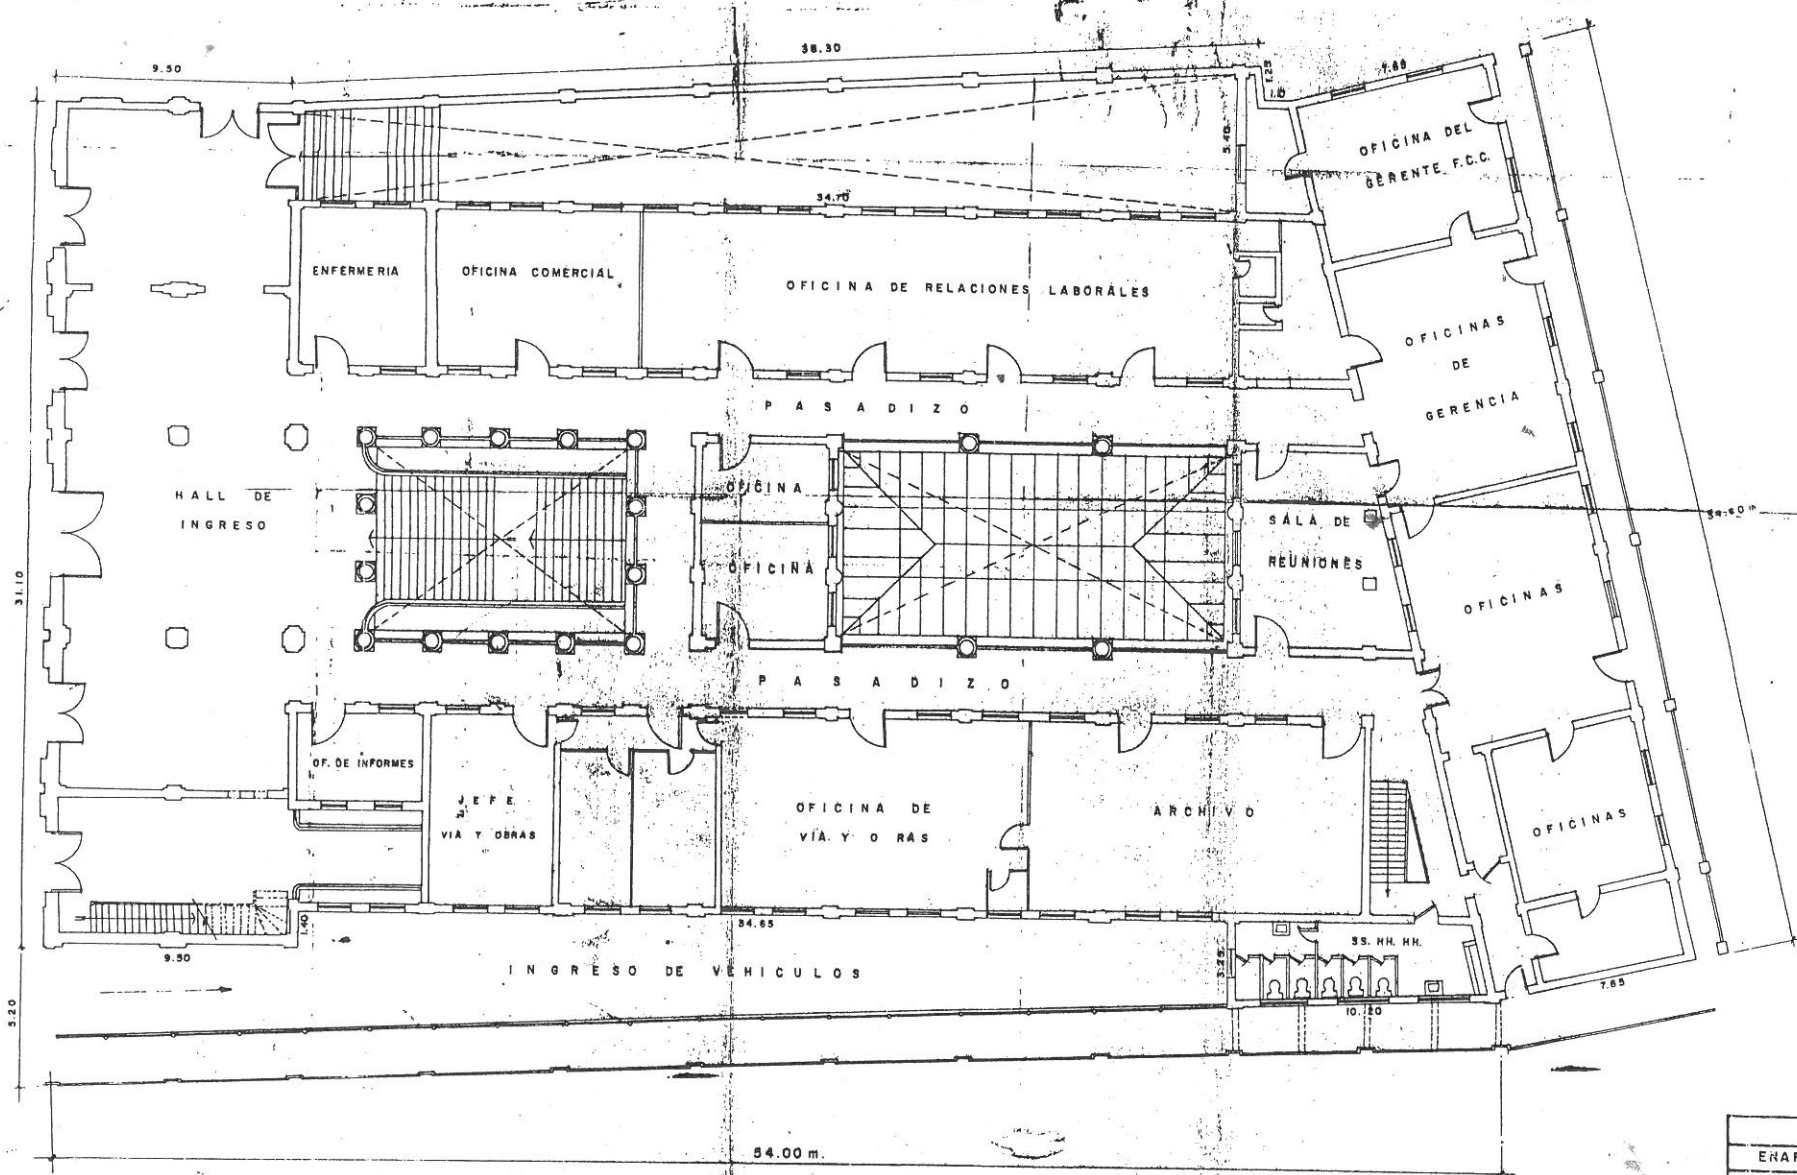 38.30
9.50
1.25
7.65
OFICINA DEL
GERENTE F.C.C.
5.40
34.70
ENFERMERIA
OFICINA COMERCIAL
OFICINA DE RELACIONES LABORALES
OFICINAS
DE
GERENCIA
PASADIZO
HALL DE
INGRESO
OFICINA
OFICINA
SALA DE
REUNIONES
OFICINAS
31.10
PASADIZO
OF. DE INFORMES
JEFE
VIA Y OBRAS
OFICINA DE
VIA Y O RAS
ARCHIVO
OFICINAS
1.40
34.65
9.50
INGRESO DE VEHICULOS
3.25
SS. HH. HH.
7.65
10.20
5.20
54.00 m.